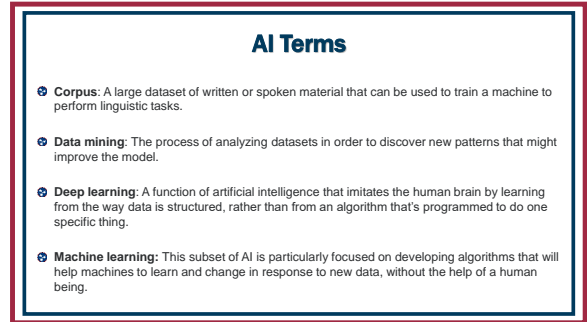 AI Terms
Corpus: A large dataset of written or spoken material that can be used to train a machine to
perform linguistic tasks.
Data mining: The process of analyzing datasets in order to discover new patterns that might
improve the model.
Deep learning: A function of artificial intelligence that imitates the human brain by learning
from the way data is structured, rather than from an algorithm that's programmed to do one
specific thing.
Machine learning: This subset of AI is particularly focused on developing algorithms that will
help machines to learn and change in response to new data, without the help of a human
being.